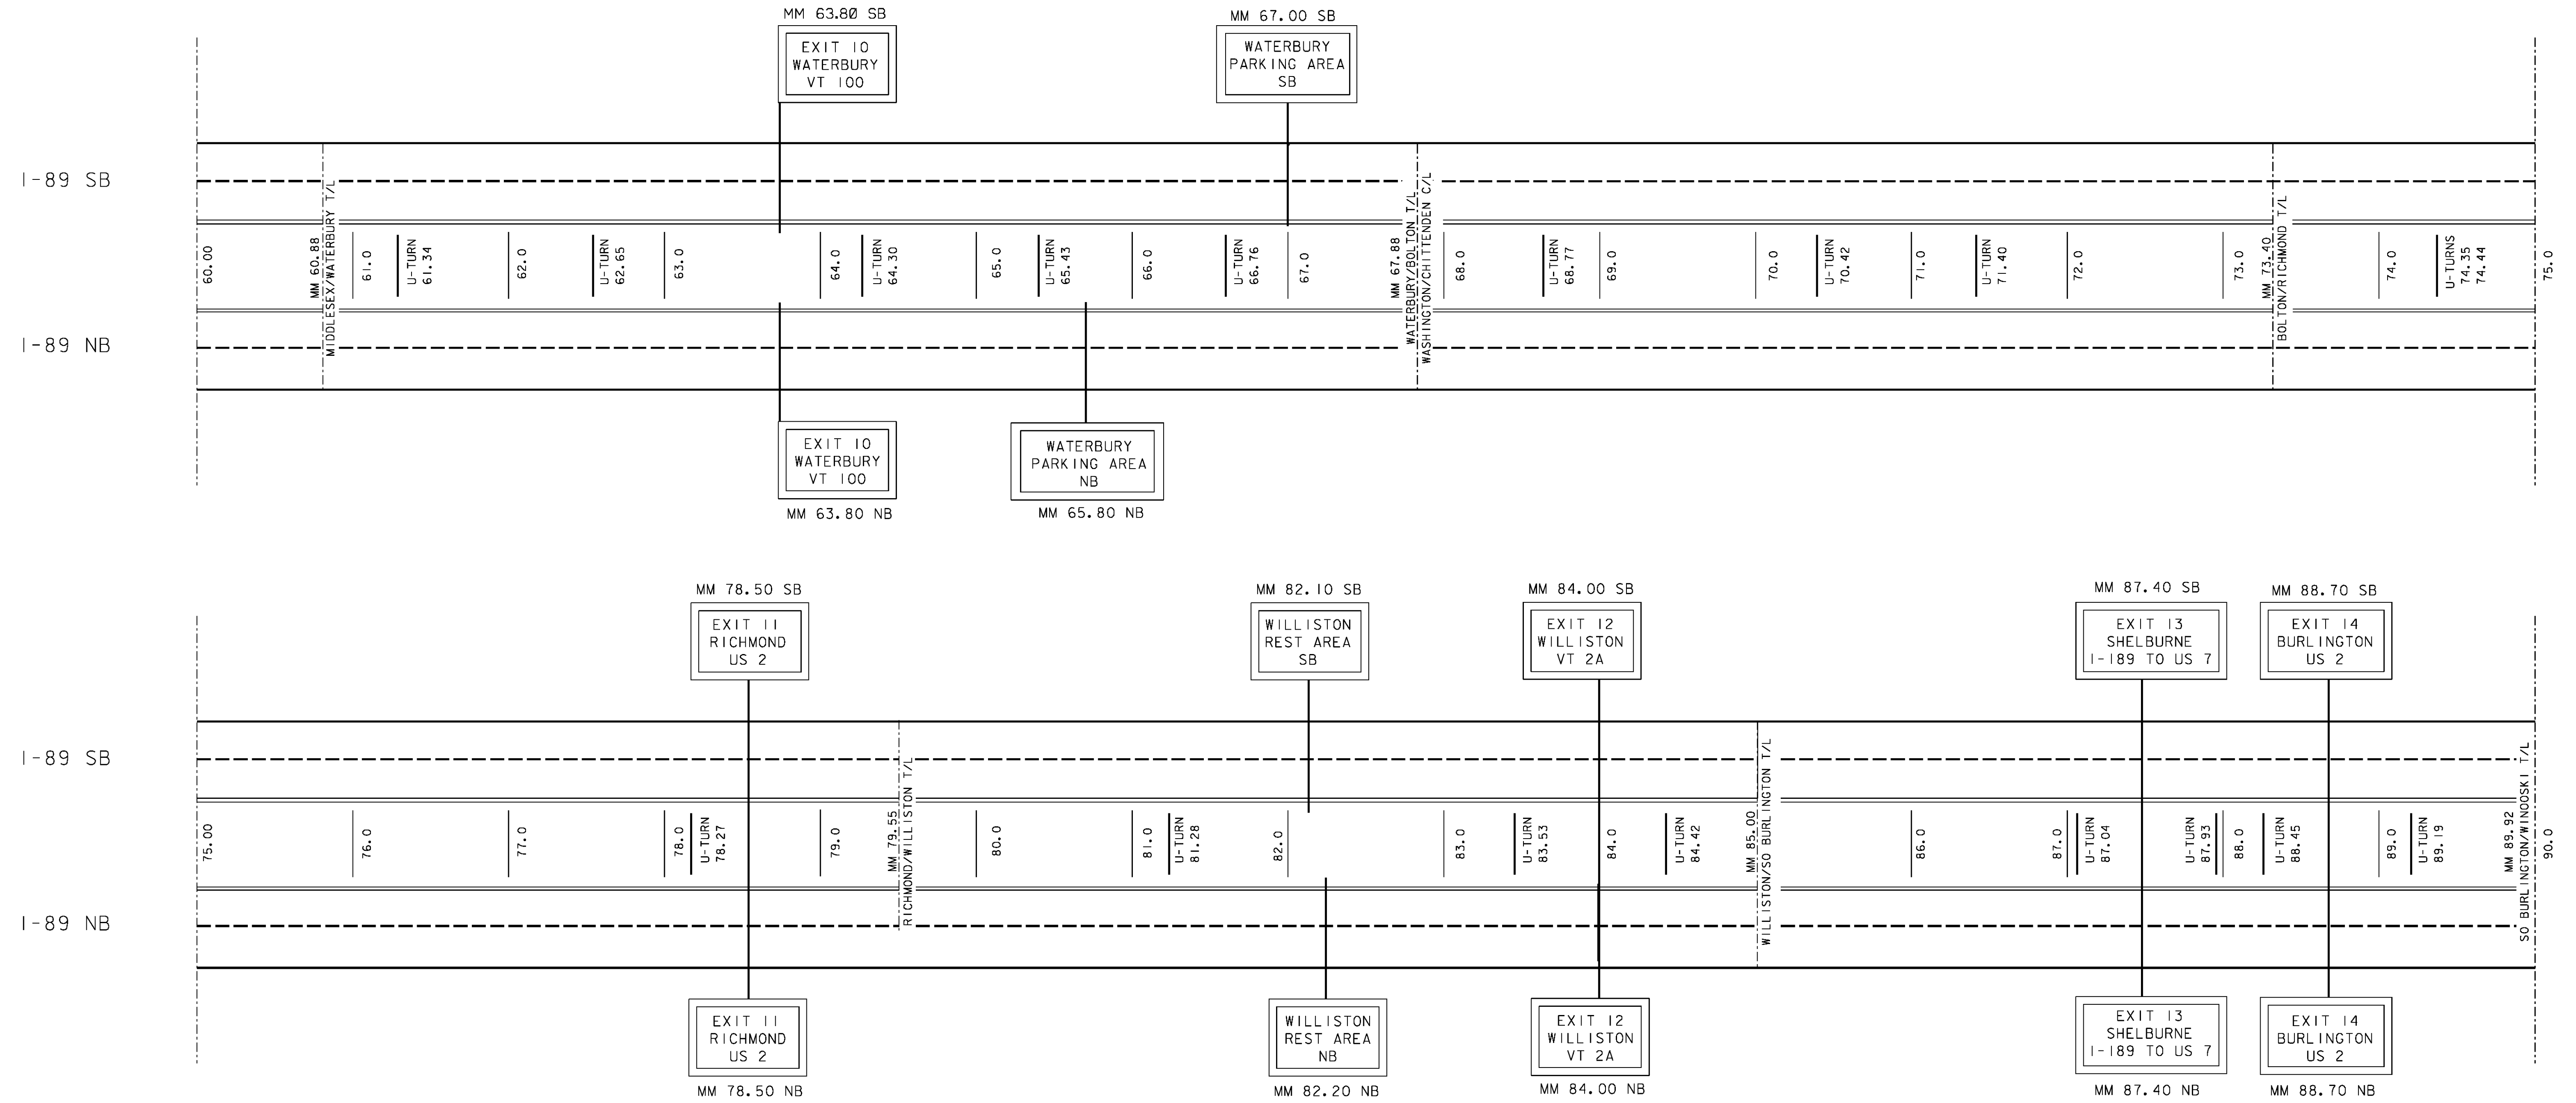 MM 63.80 SB
EXIT 10
WATERBURY
VT 100
MM 67.00 SB
WATERBURY
PARKING AREA
SB
I-89 SB
I-89 NB
60.00
MM 60.88
MIDDLESEX/WATERBURY T/L
61.0
U-TURN
61.34
62.0
U-TURN
62.65
63.0
64.0
U-TURN
64.30
65.0
U-TURN
65.43
66.0
U-TURN
66.76
67.0
MM 67.88
WATERBURY/BOLTON T/L
WASHINGTON/CHITTENDEN C/L
68.0
U-TURN
68.77
69.0
70.0
U-TURN
70.42
71.0
U-TURN
71.40
72.0
73.0
MM 73.40
BOLTON/RICHMOND T/L
74.0
U-TURNS
74.35
74.44
75.0
EXIT 10
WATERBURY
VT 100
MM 63.80 NB
WATERBURY
PARKING AREA
NB
MM 65.80 NB
MM 78.50 SB
EXIT 11
RICHMOND
US 2
MM 82.10 SB
WILLISTON
REST AREA
SB
MM 84.00 SB
EXIT 12
WILLISTON
VT 2A
MM 87.40 SB
EXIT 13
SHELBURNE
I-189 TO US 7
MM 88.70 SB
EXIT 14
BURLINGTON
US 2
I-89 SB
I-89 NB
75.00
76.0
77.0
78.0
U-TURN
78.27
79.0
MM 79.55
RICHMOND/WILLISTON T/L
80.0
81.0
U-TURN
81.28
82.0
83.0
U-TURN
83.53
84.0
U-TURN
84.42
MM 85.00
WILLISTON/SO BURLINGTON T/L
86.0
87.0
U-TURN
87.04
U-TURN
87.93
88.0
U-TURN
88.45
89.0
U-TURN
89.19
MM 89.92
SO BURLINGTON/WINOOSKI T/L
90.0
EXIT 11
RICHMOND
US 2
MM 78.50 NB
WILLISTON
REST AREA
NB
MM 82.20 NB
EXIT 12
WILLISTON
VT 2A
MM 84.00 NB
EXIT 13
SHELBURNE
I-189 TO US 7
MM 87.40 NB
EXIT 14
BURLINGTON
US 2
MM 88.70 NB